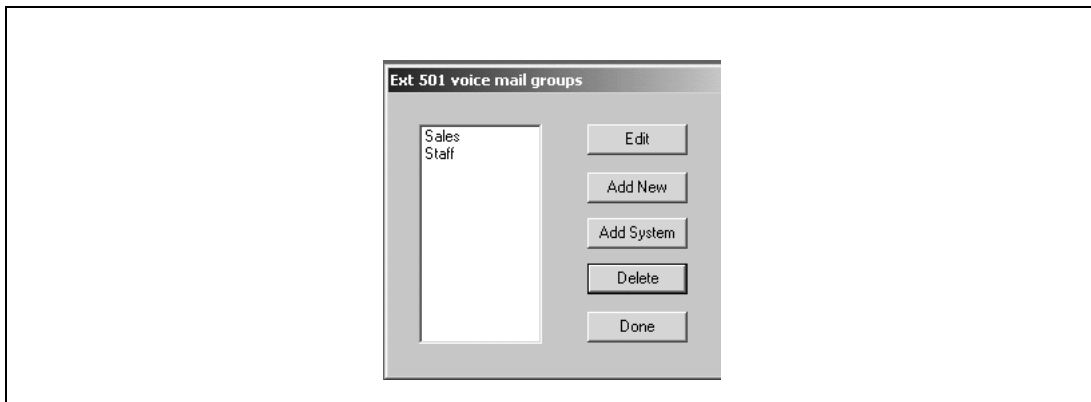 Ext 501 voice mail groups
Sales
Staff
Edit
Add New
Add System
Delete
Done